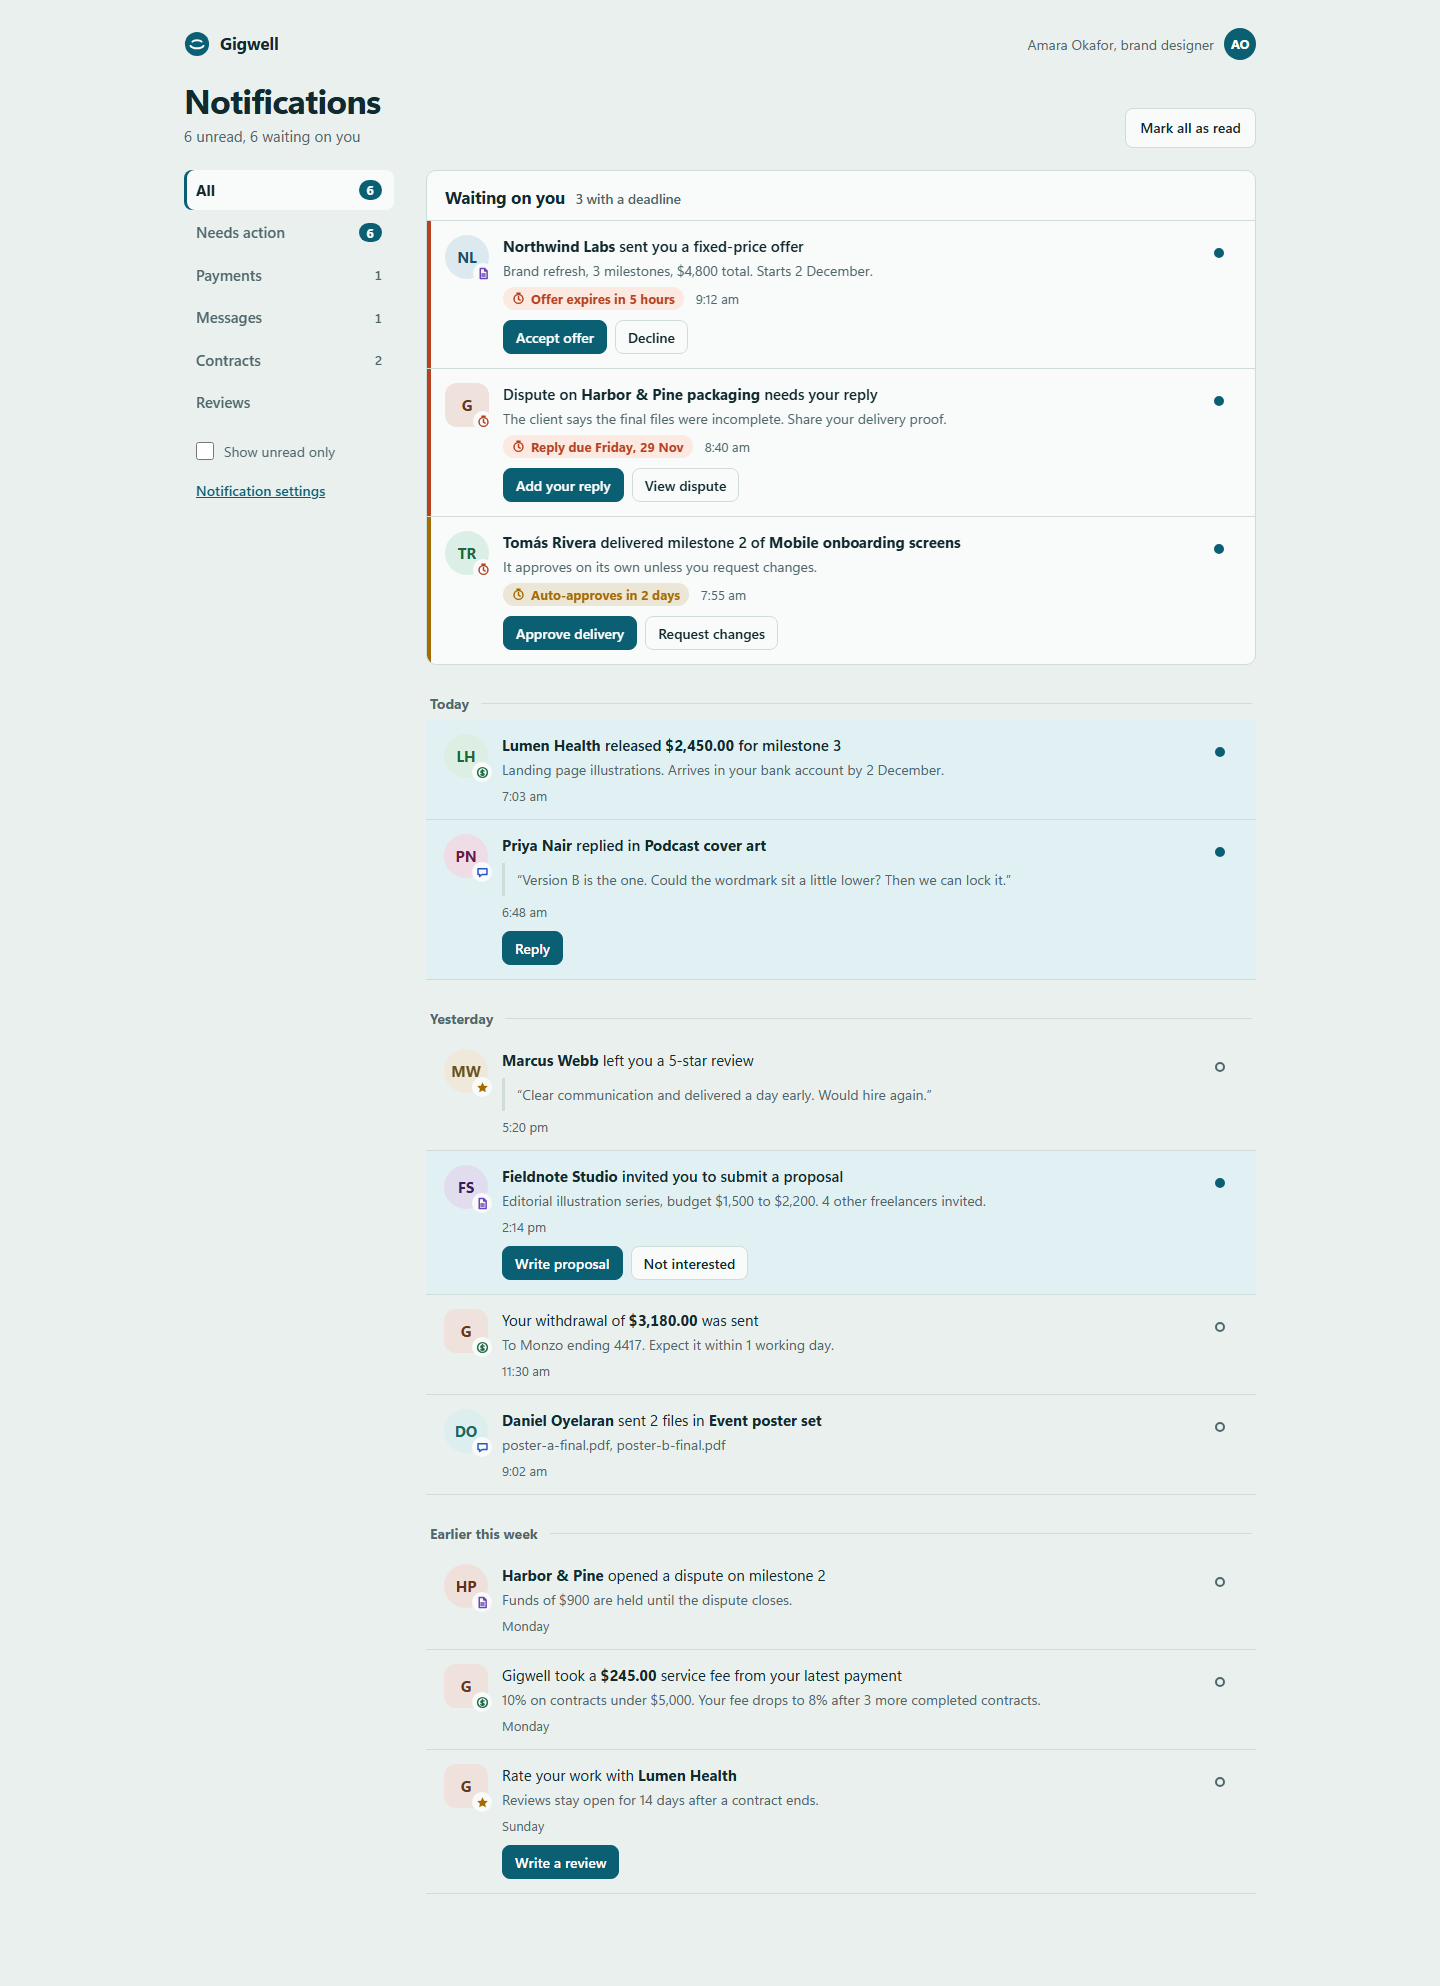 Gigwell
Amara Okafor, brand designer
AO
Notifications
6 unread, 6 waiting on you
Mark all as read
All
6
Needs action
6
Payments
1
Messages
1
Contracts
2
Reviews
Show unread only
Notification settings
Waiting on you
3 with a deadline
NL
Northwind Labs sent you a fixed-price offer
Brand refresh, 3 milestones, $4,800 total. Starts 2 December.
Offer expires in 5 hours
9:12 am
Accept offer
Decline
G
Dispute on Harbor & Pine packaging needs your reply
The client says the final files were incomplete. Share your delivery proof.
Reply due Friday, 29 Nov
8:40 am
Add your reply
View dispute
TR
Tomás Rivera delivered milestone 2 of Mobile onboarding screens
It approves on its own unless you request changes.
Auto-approves in 2 days
7:55 am
Approve delivery
Request changes
Today
LH
Lumen Health released $2,450.00 for milestone 3
Landing page illustrations. Arrives in your bank account by 2 December.
7:03 am
PN
Priya Nair replied in Podcast cover art
“Version B is the one. Could the wordmark sit a little lower? Then we can lock it.”
6:48 am
Reply
Yesterday
MW
Marcus Webb left you a 5-star review
“Clear communication and delivered a day early. Would hire again.”
5:20 pm
FS
Fieldnote Studio invited you to submit a proposal
Editorial illustration series, budget $1,500 to $2,200. 4 other freelancers invited.
2:14 pm
Write proposal
Not interested
G
Your withdrawal of $3,180.00 was sent
To Monzo ending 4417. Expect it within 1 working day.
11:30 am
DO
Daniel Oyelaran sent 2 files in Event poster set
poster-a-final.pdf, poster-b-final.pdf
9:02 am
Earlier this week
HP
Harbor & Pine opened a dispute on milestone 2
Funds of $900 are held until the dispute closes.
Monday
G
Gigwell took a $245.00 service fee from your latest payment
10% on contracts under $5,000. Your fee drops to 8% after 3 more completed contracts.
Monday
G
Rate your work with Lumen Health
Reviews stay open for 14 days after a contract ends.
Sunday
Write a review